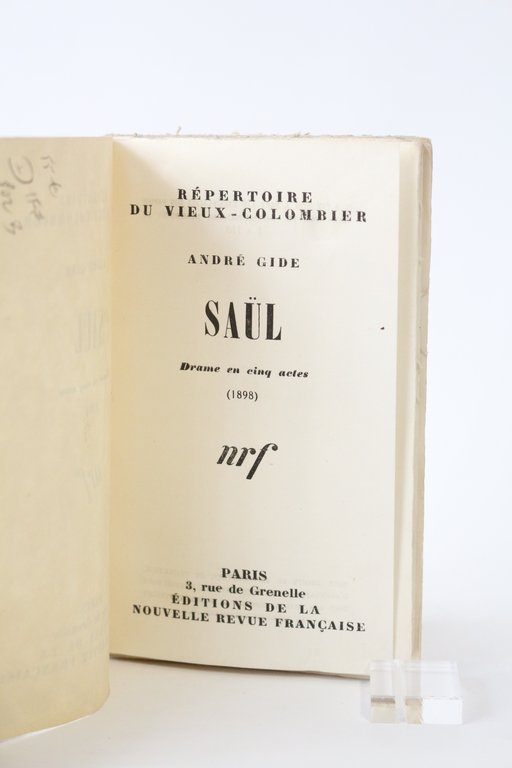 RÉPERTOIRE
DU VIEUX-COLOMBIER
ANDRÉ GIDE
SAÜL
Drame en cinq actes
(1898)
nrf
PARIS
3, rue de Grenelle
ÉDITIONS DE LA
NOUVELLE REVUE FRANÇAISE